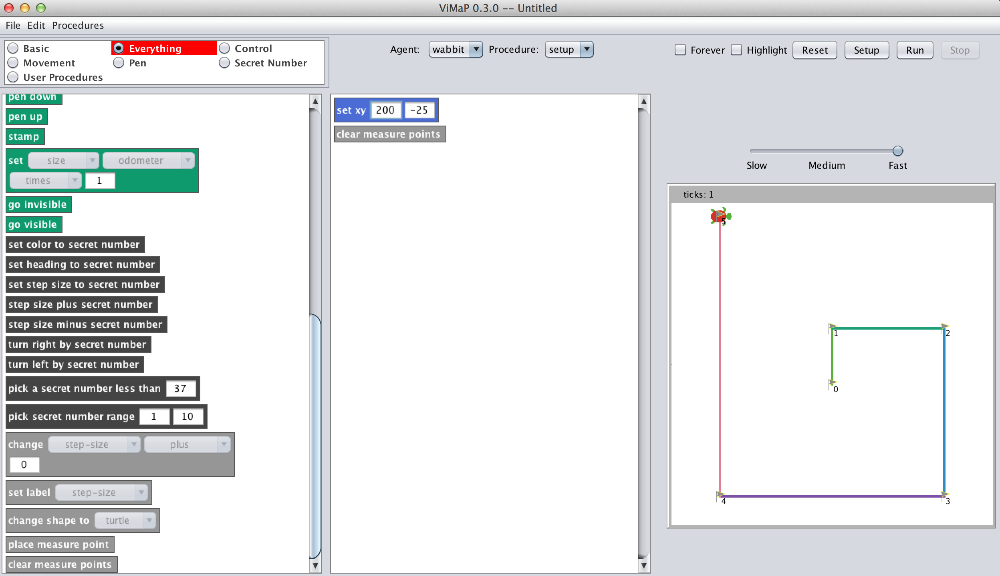 ViMaP 0.3.0 -- Untitled
File Edit Procedures
Basic Everything Control
Movement Pen Secret Number
User Procedures
Agent: wabbit Procedure: setup
Forever Highlight Reset Setup Run Stop
pen down
pen up
stamp
set size odometer
times 1
go invisible
go visible
set color to secret number
set heading to secret number
set step size to secret number
step size plus secret number
step size minus secret number
turn right by secret number
turn left by secret number
pick a secret number less than 37
pick secret number range 1 10
change step-size plus
0
set label step-size
change shape to turtle
place measure point
clear measure points
set xy 200 -25
clear measure points
Slow Medium Fast
ticks: 1
5
1 2
0
4 3